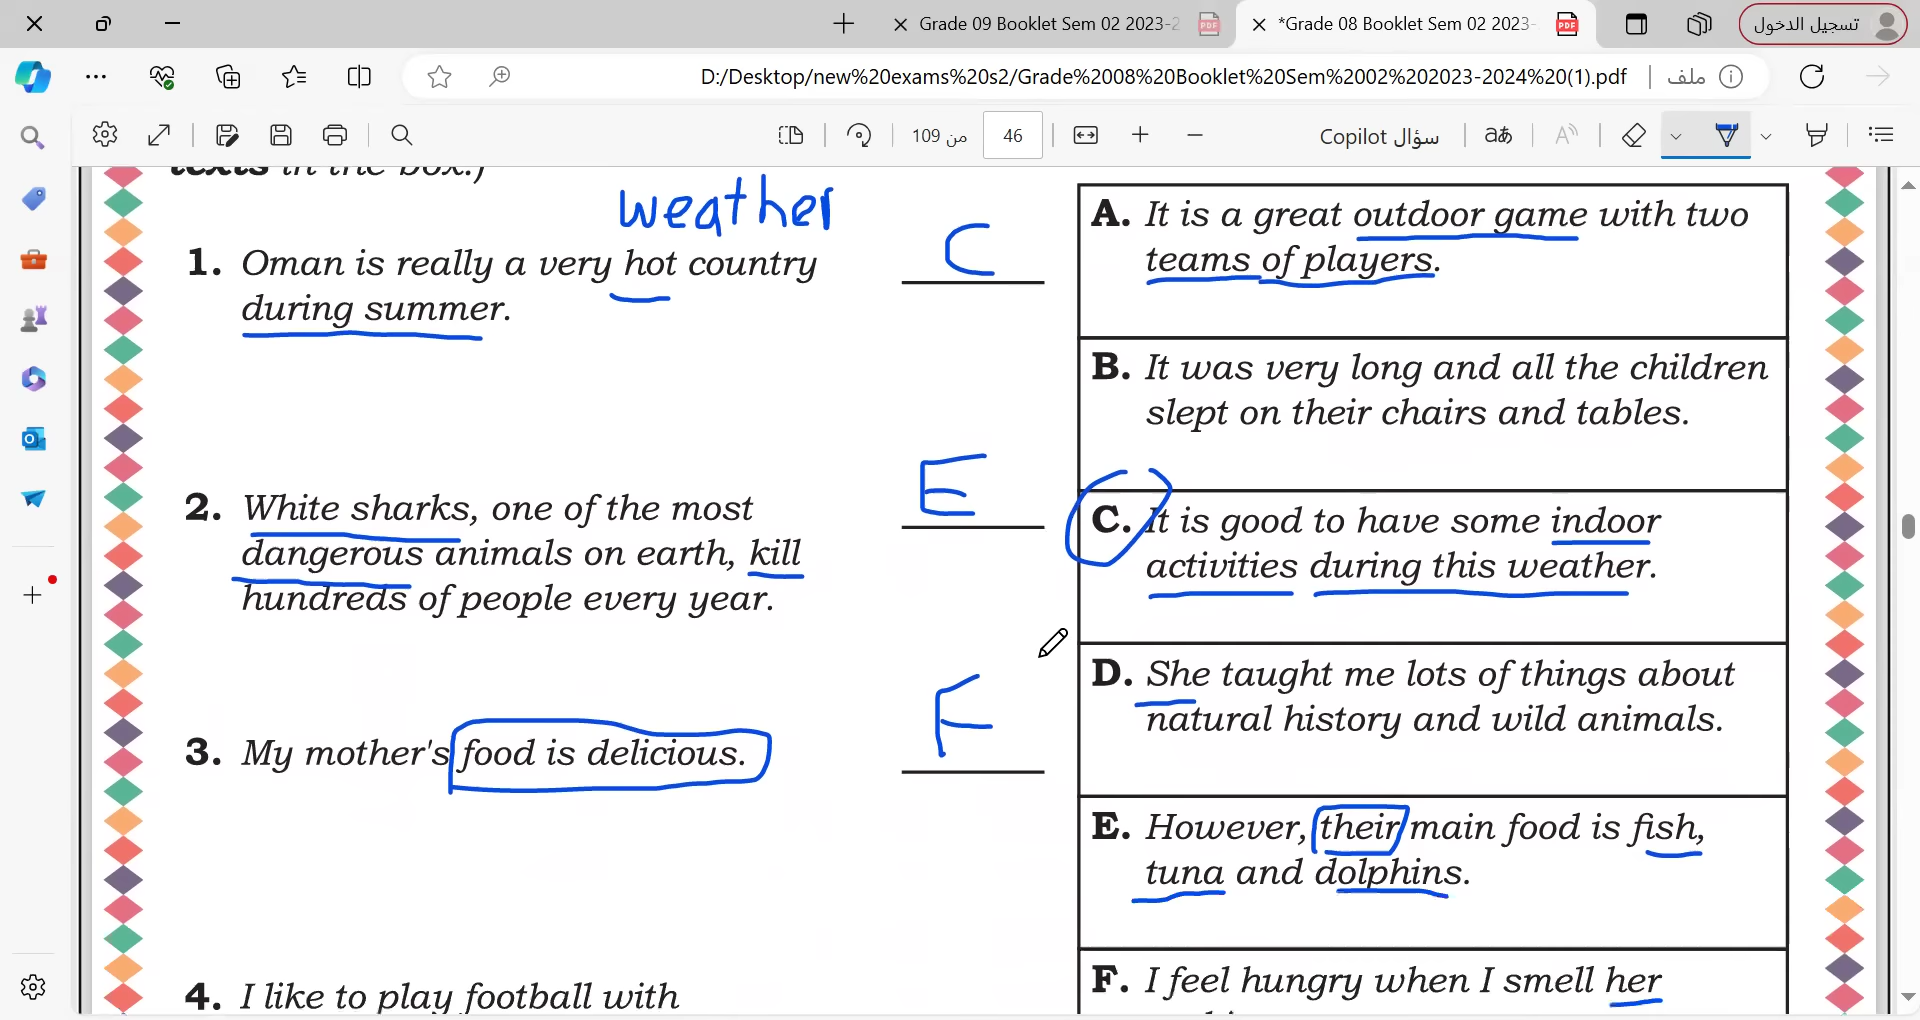 Grade 09 Booklet Sem 02 2023-2
*Grade 08 Booklet Sem 02 2023-
تسجيل الدخول
D:/Desktop/new%20exams%20s2/Grade%2008%20Booklet%20Sem%2002%202023-2024%20(1).pdf
ملف
46 من 109
سؤال Copilot
texts in the box.)
weather
1. Oman is really a very hot country
during summer.
C
2. White sharks, one of the most
dangerous animals on earth, kill
hundreds of people every year.
E
3. My mother's food is delicious.
F
4. I like to play football with
A. It is a great outdoor game with two
teams of players.
B. It was very long and all the children
slept on their chairs and tables.
C. It is good to have some indoor
activities during this weather.
D. She taught me lots of things about
natural history and wild animals.
E. However, their main food is fish,
tuna and dolphins.
F. I feel hungry when I smell her